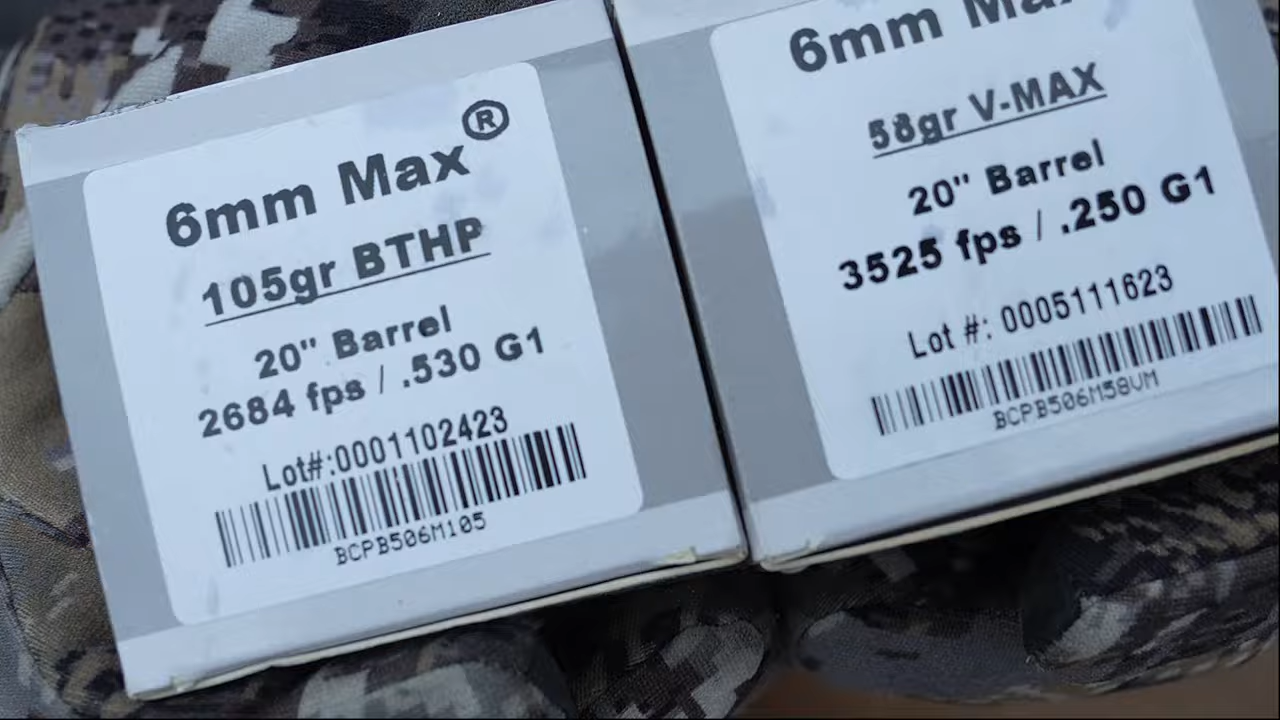 6mm Max®
105gr BTHP
20" Barrel
2684 fps / .530 G1
Lot#:0001102423
BCPB506M105
6mm Max
58gr V-MAX
20" Barrel
3525 fps / .250 G1
Lot #: 0005111623
BCPB506M58VM